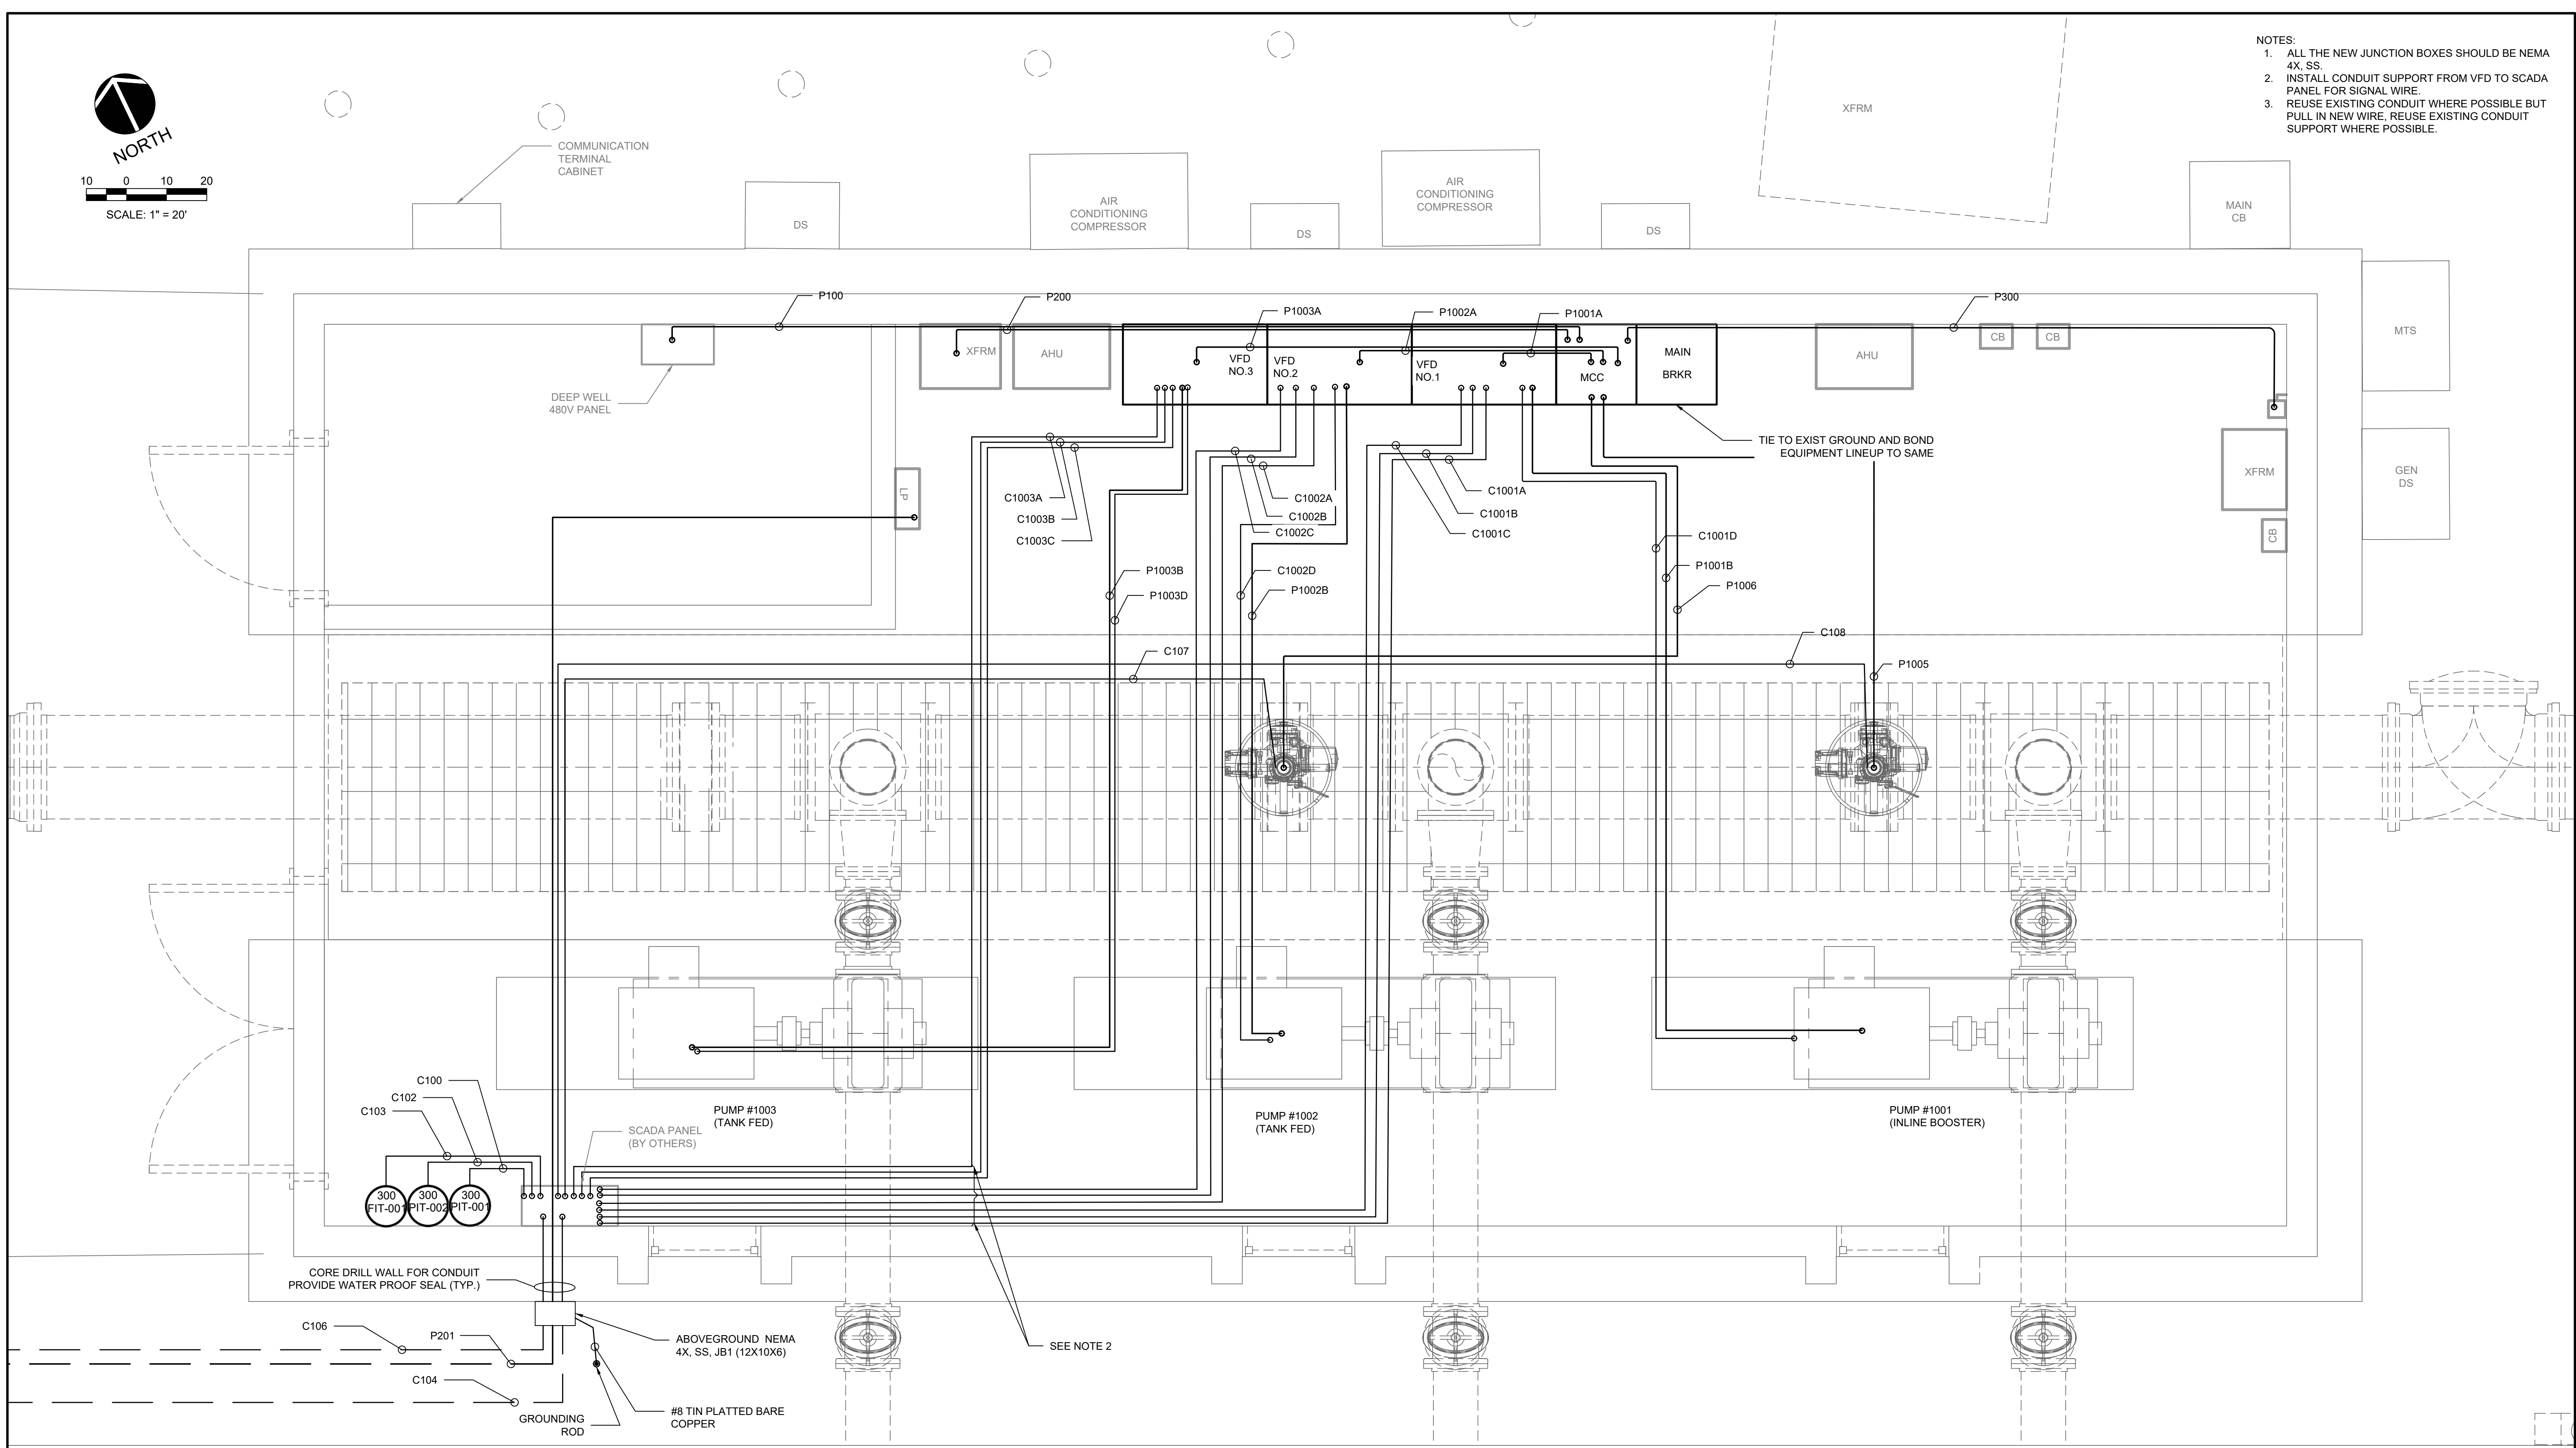 NOTES:
1. ALL THE NEW JUNCTION BOXES SHOULD BE NEMA
4X, SS.
2. INSTALL CONDUIT SUPPORT FROM VFD TO SCADA
PANEL FOR SIGNAL WIRE.
3. REUSE EXISTING CONDUIT WHERE POSSIBLE BUT
PULL IN NEW WIRE, REUSE EXISTING CONDUIT
SUPPORT WHERE POSSIBLE.
NORTH
10 0 10 20
SCALE: 1" = 20'
COMMUNICATION
TERMINAL
CABINET
DS
AIR
CONDITIONING
COMPRESSOR
DS
AIR
CONDITIONING
COMPRESSOR
DS
XFRM
MAIN
CB
MTS
GEN
DS
P100
P200
P1003A
P1002A
P1001A
P300
XFRM
AHU
VFD
NO.3
VFD
NO.2
VFD
NO.1
MCC
MAIN
BRKR
AHU
CB
CB
DEEP WELL
480V PANEL
TIE TO EXIST GROUND AND BOND
EQUIPMENT LINEUP TO SAME
XFRM
CB
LP
C1003A
C1003B
C1003C
C1002A
C1002B
C1002C
C1001A
C1001B
C1001C
C1001D
P1003B
P1003D
C1002D
P1002B
P1001B
P1006
C107
C108
P1005
C100
C102
C103
PUMP #1003
(TANK FED)
PUMP #1002
(TANK FED)
PUMP #1001
(INLINE BOOSTER)
SCADA PANEL
(BY OTHERS)
300
FIT-001
300
PIT-002
300
PIT-001
CORE DRILL WALL FOR CONDUIT
PROVIDE WATER PROOF SEAL (TYP.)
C106
P201
C104
ABOVEGROUND NEMA
4X, SS, JB1 (12X10X6)
SEE NOTE 2
GROUNDING
ROD
#8 TIN PLATTED BARE
COPPER